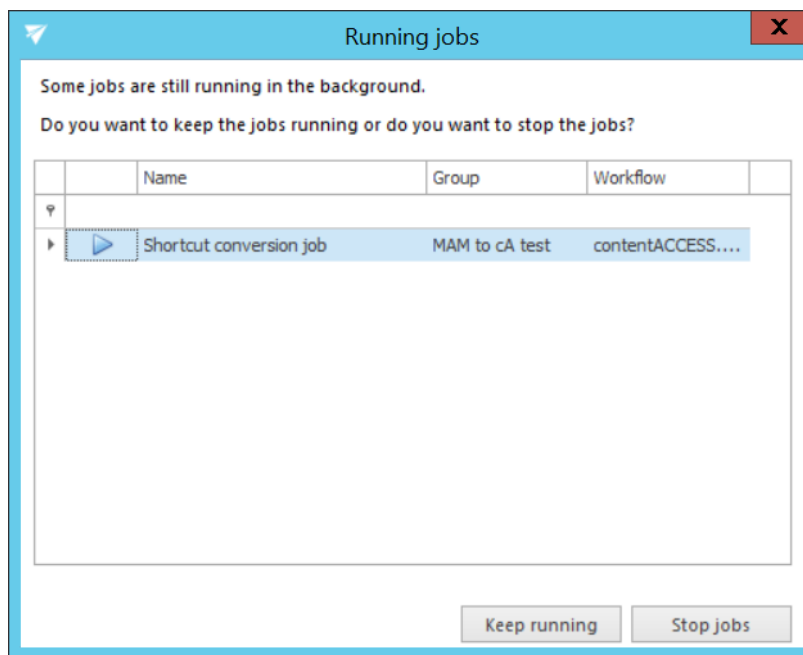 Running jobs
X
Some jobs are still running in the background.
Do you want to keep the jobs running or do you want to stop the jobs?
Name Group Workflow
Shortcut conversion job MAM to cA test contentACCESS....
Keep running Stop jobs